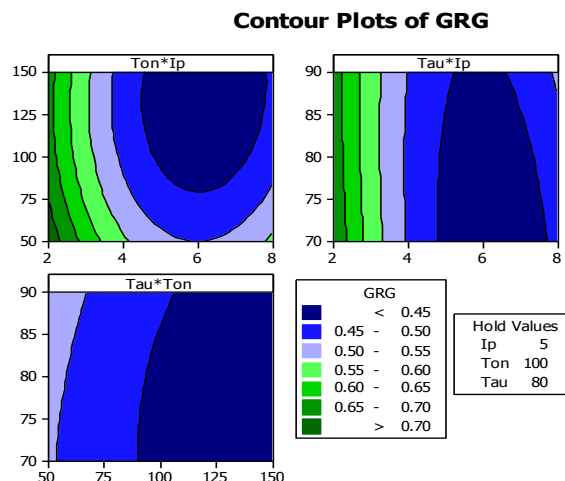 Contour Plots of GRG
Ton*Ip
150
125
100
75
50
2 4 6 8
Tau*Ip
90
85
80
75
70
2 4 6 8
Tau*Ton
90
85
80
75
70
50 75 100 125 150
GRG
< 0.45
0.45 - 0.50
0.50 - 0.55
0.55 - 0.60
0.60 - 0.65
0.65 - 0.70
> 0.70
Hold Values
Ip 5
Ton 100
Tau 80